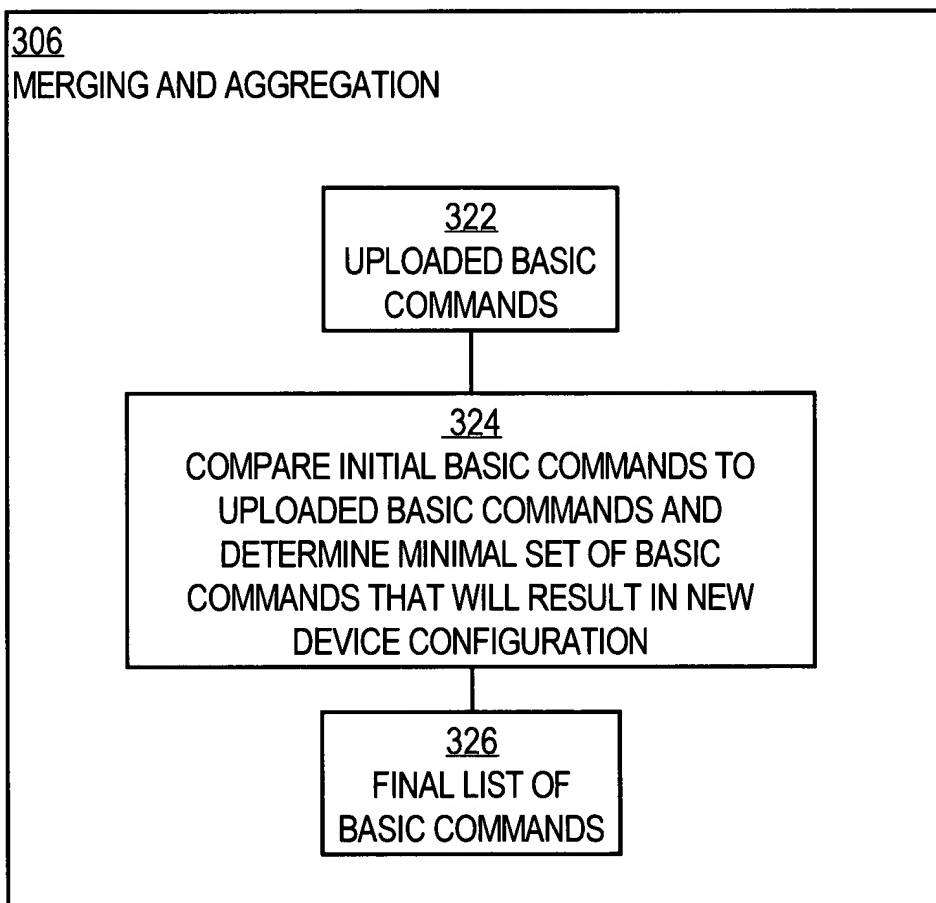 306
MERGING AND AGGREGATION
322
UPLOADED BASIC
COMMANDS
324
COMPARE INITIAL BASIC COMMANDS TO
UPLOADED BASIC COMMANDS AND
DETERMINE MINIMAL SET OF BASIC
COMMANDS THAT WILL RESULT IN NEW
DEVICE CONFIGURATION
326
FINAL LIST OF
BASIC COMMANDS